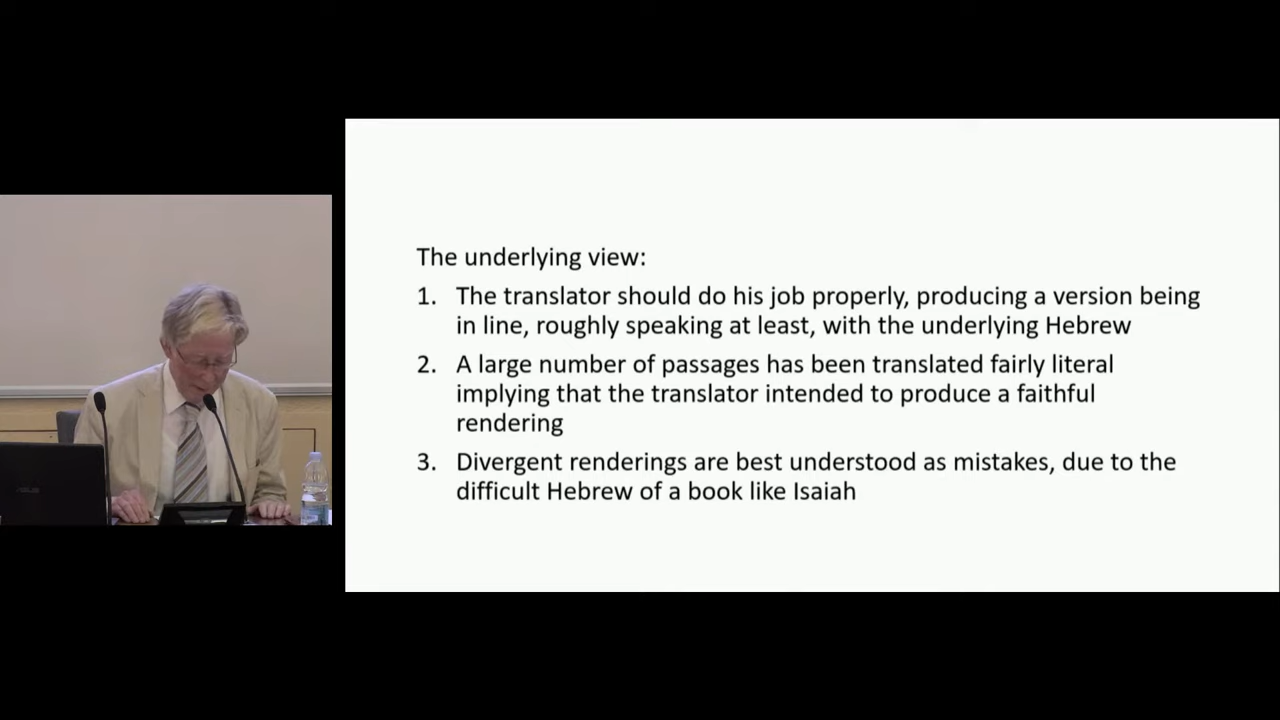 The underlying view:
1. The translator should do his job properly, producing a version being
in line, roughly speaking at least, with the underlying Hebrew
2. A large number of passages has been translated fairly literal
implying that the translator intended to produce a faithful
rendering
3. Divergent renderings are best understood as mistakes, due to the
difficult Hebrew of a book like Isaiah